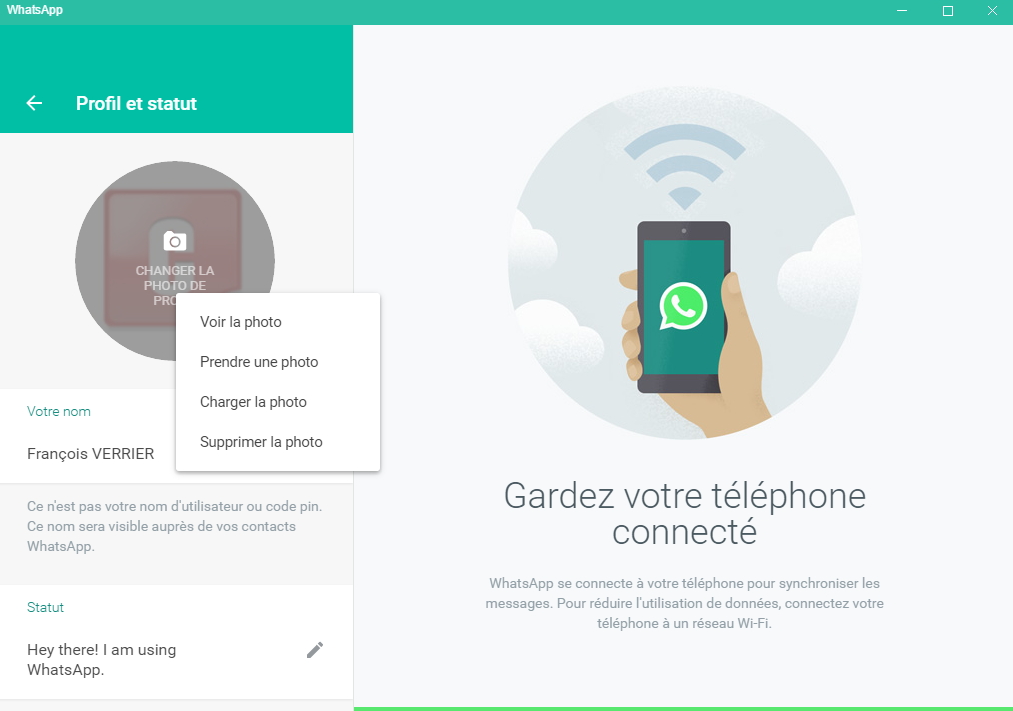 WhatsApp
Profil et statut
CHANGER LA
PHOTO DE
PRO
Voir la photo
Prendre une photo
Charger la photo
Supprimer la photo
Votre nom
François VERRIER
Ce n'est pas votre nom d'utilisateur ou code pin.
Ce nom sera visible auprès de vos contacts
WhatsApp.
Statut
Hey there! I am using
WhatsApp.
Gardez votre téléphone
connecté
WhatsApp se connecte à votre téléphone pour synchroniser les
messages. Pour réduire l'utilisation de données, connectez votre
téléphone à un réseau Wi-Fi.